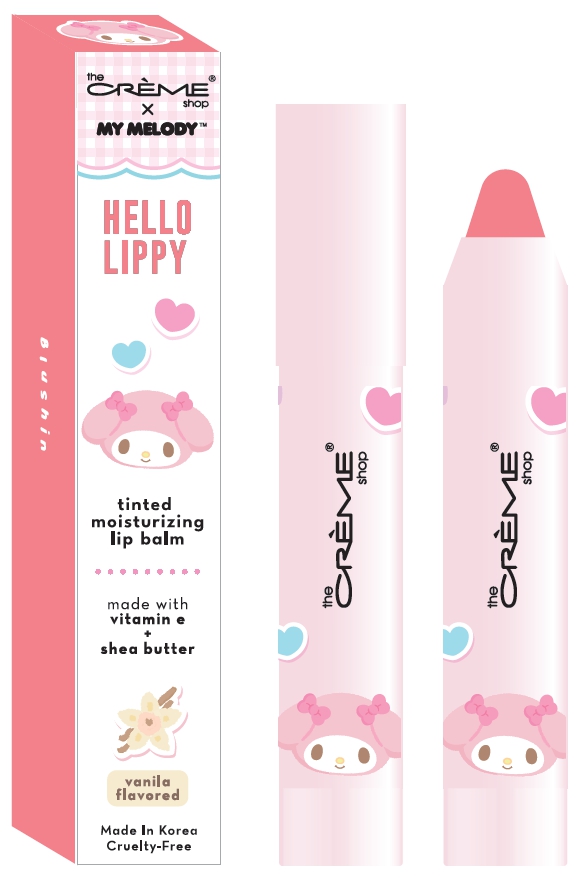 the
CRÈME®
shop
x
MY MELODY™
HELLO
LIPPY
Blushin
tinted
moisturizing
lip balm
made with
vitamin e
+
shea butter
vanila
flavored
Made In Korea
Cruelty-Free
the
CRÈME®
shop
the
CRÈME®
shop